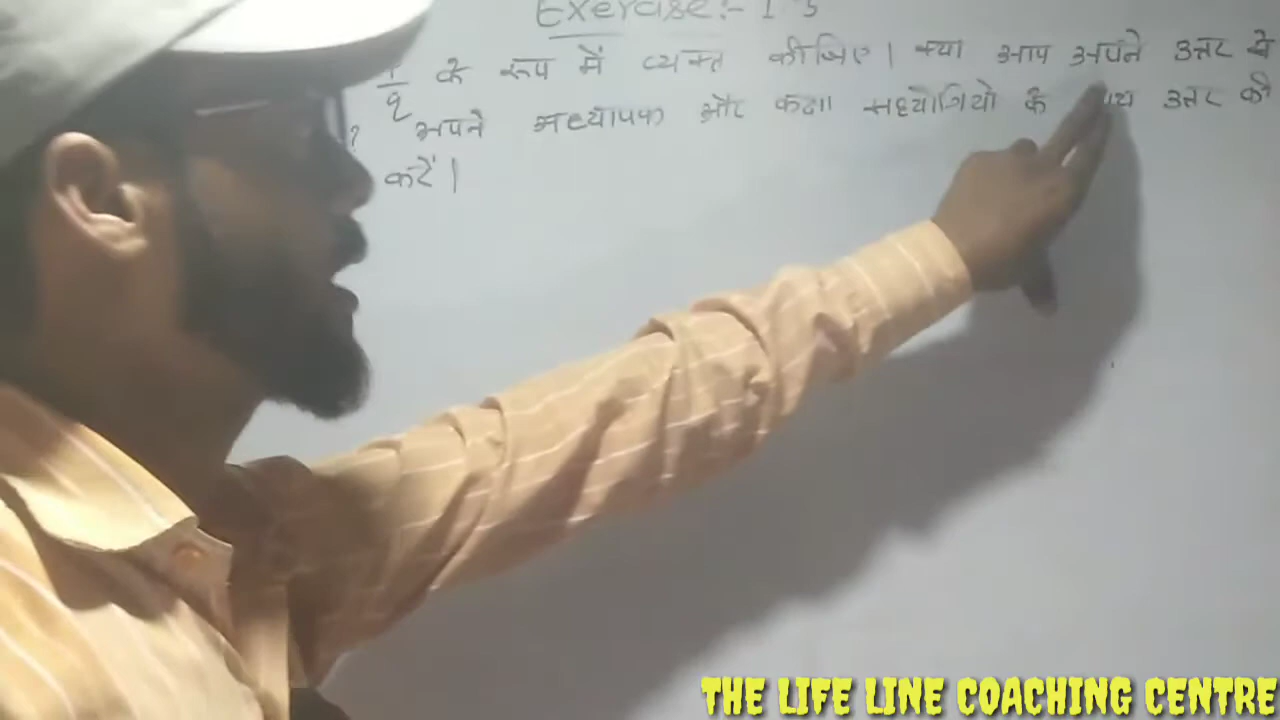 Exercise:- 1.3
के रूप में व्यक्त कीजिए। क्या आप अपने उत्तर से
q
? अपने अध्यापक और कक्षा सहयोगियो के उत्तर की
करें।
THE LIFE LINE COACHING CENTRE